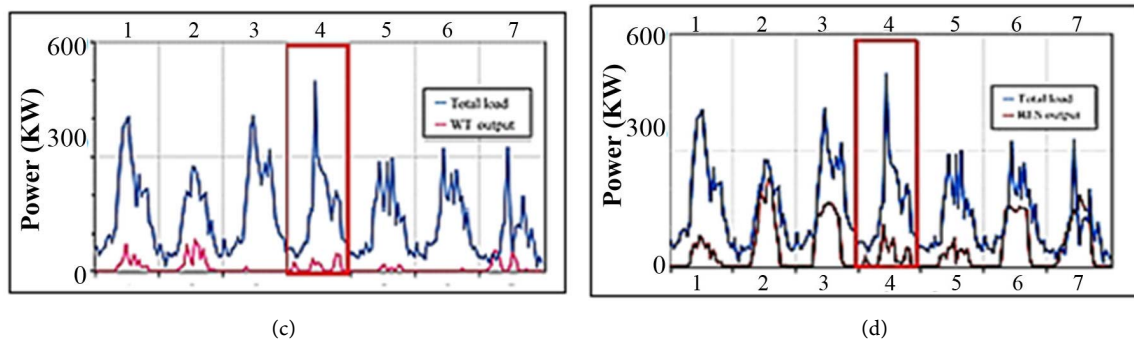 1 2 3 4 5 6 7
600
300
0
Power (KW)
Total load
WT output
(c)
1 2 3 4 5 6 7
600
300
0
Power (KW)
Total load
RES output
1 2 3 4 5 6 7
(d)